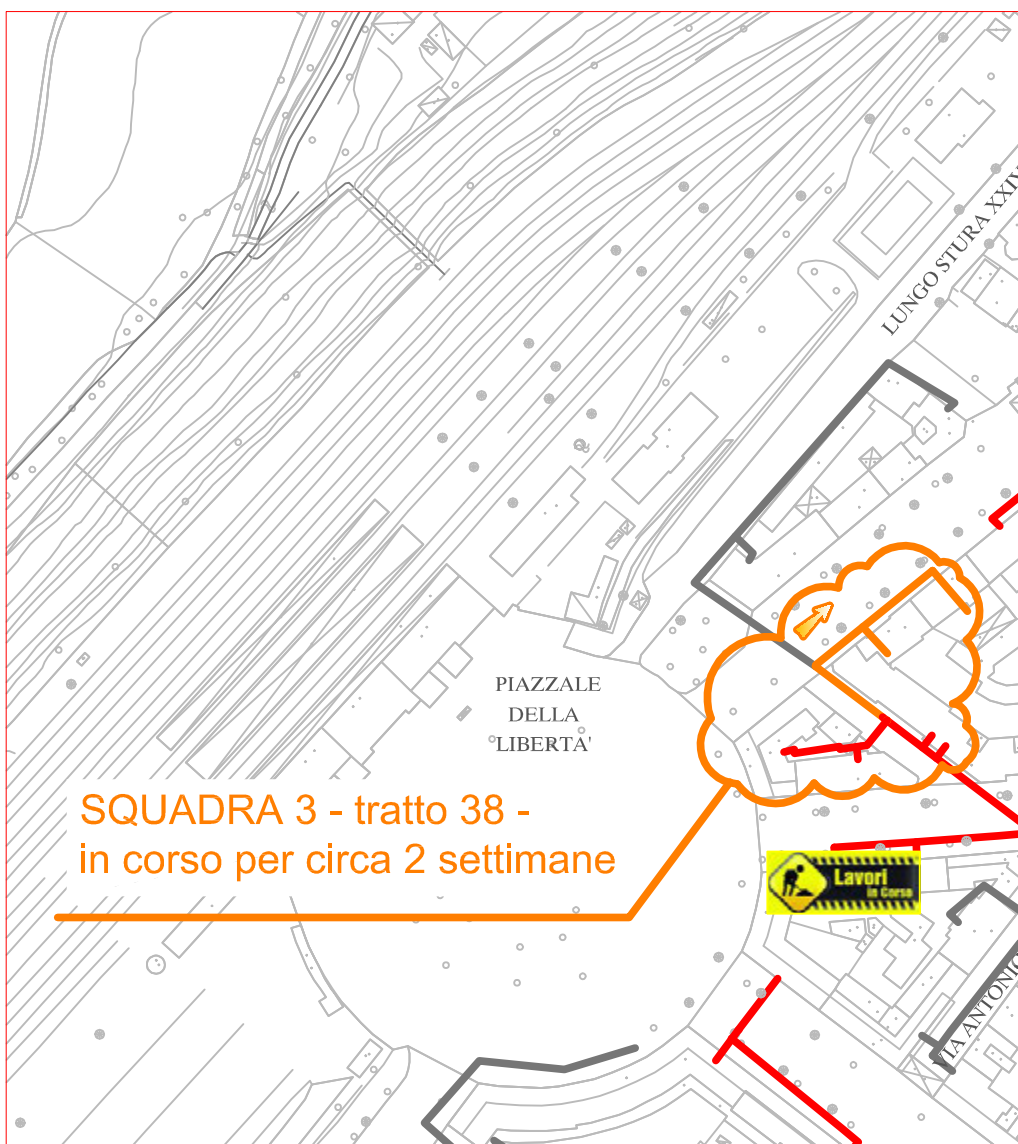 LUNGO STURA XXIV
PIAZZALE
DELLA
LIBERTA'
SQUADRA 3 - tratto 38 -
in corso per circa 2 settimane
Lavori
in Corso
VIA ANTONIO